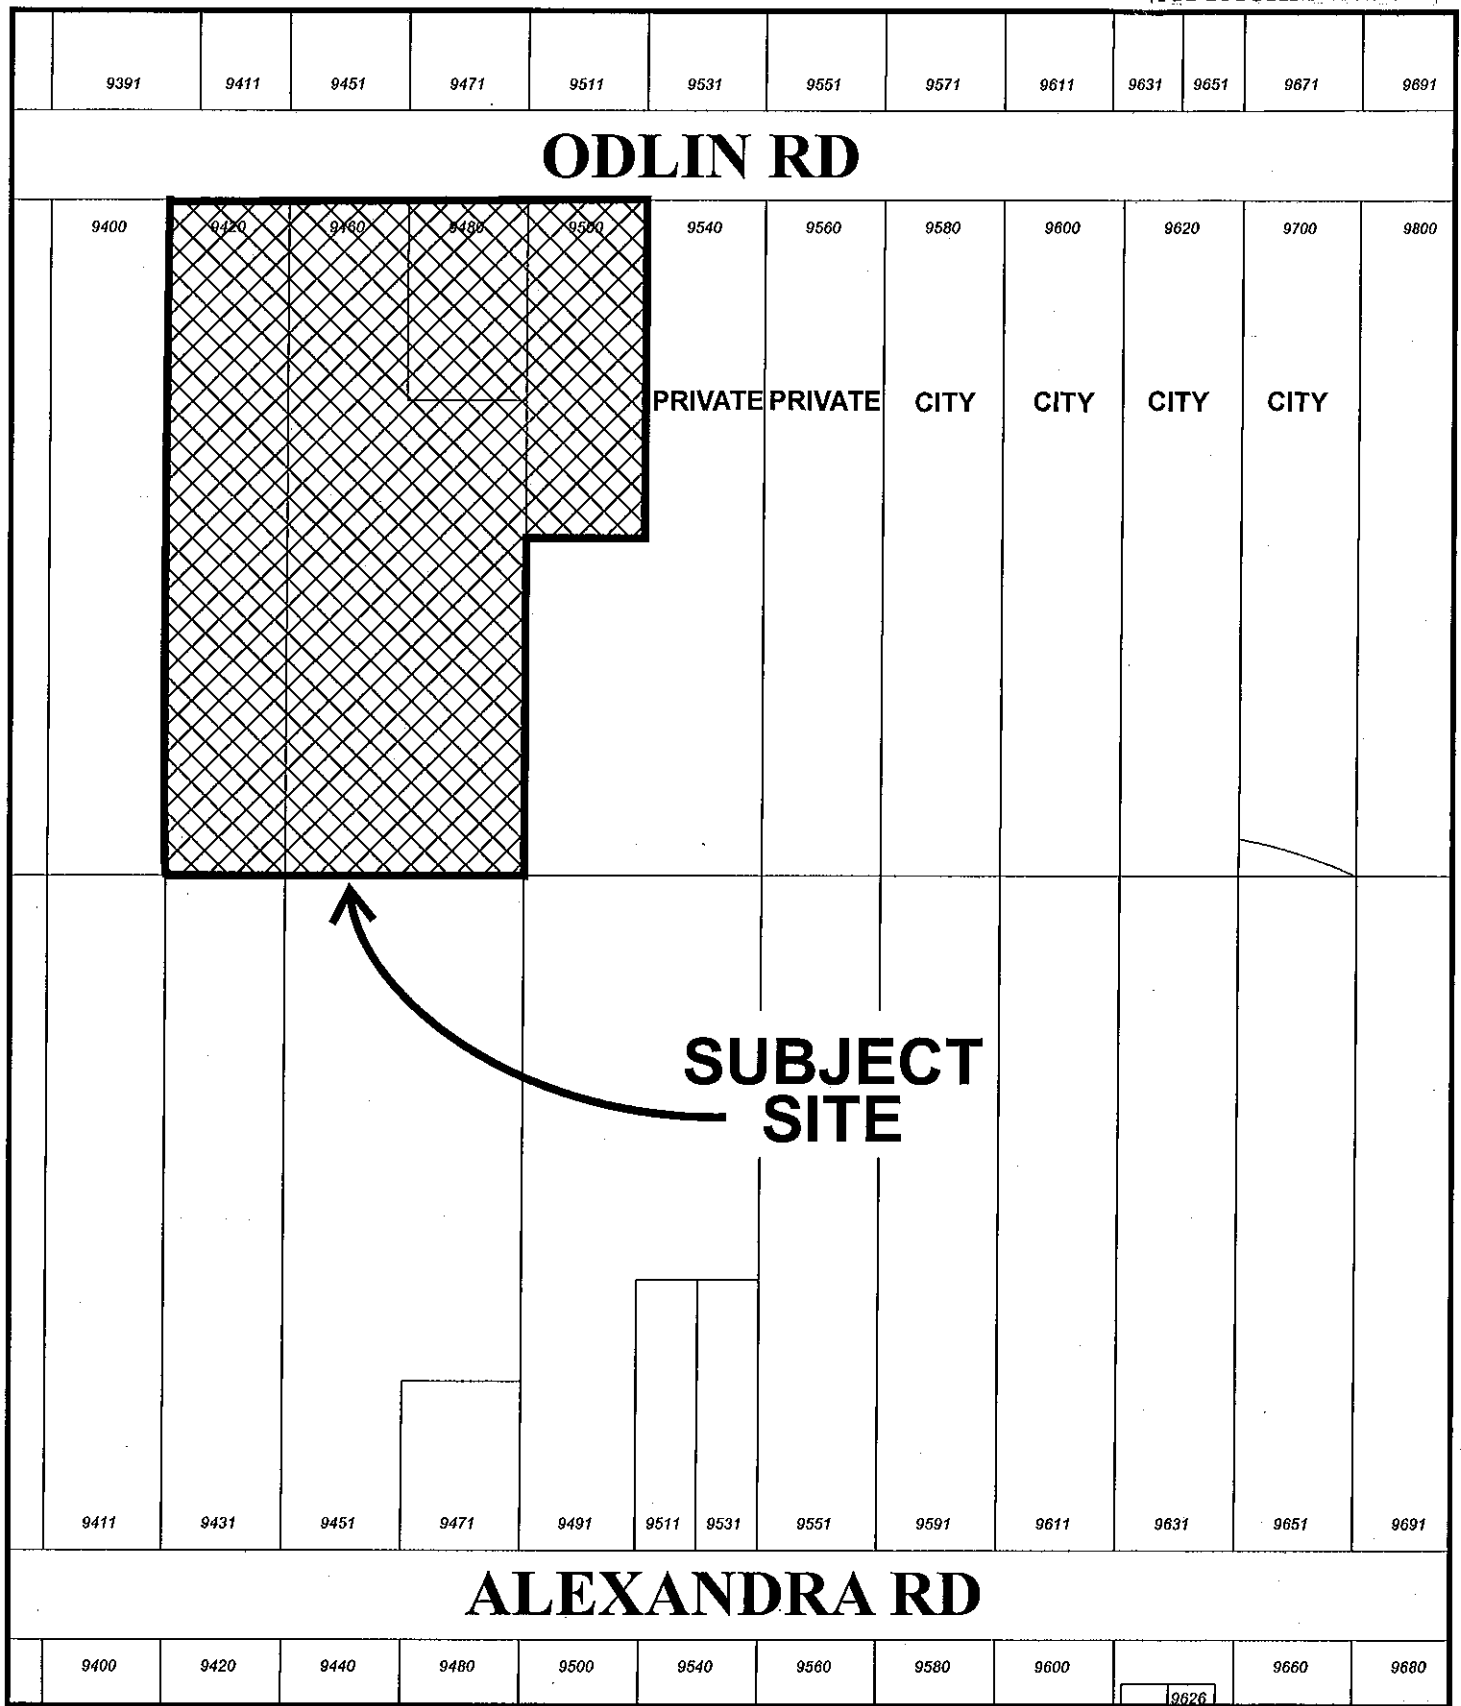 9391 9411 9451 9471 9511 9531 9551 9571 9611 9631 9651 9671 9691
ODLIN RD
9400 9420 9460 9480 9500 9540 9560 9580 9600 9620 9700 9800
PRIVATE PRIVATE CITY CITY CITY CITY
SUBJECT
SITE
9411 9431 9451 9471 9491 9511 9531 9551 9591 9611 9631 9651 9691
ALEXANDRA RD
9400 9420 9440 9480 9500 9540 9560 9580 9600 9660 9680
9626